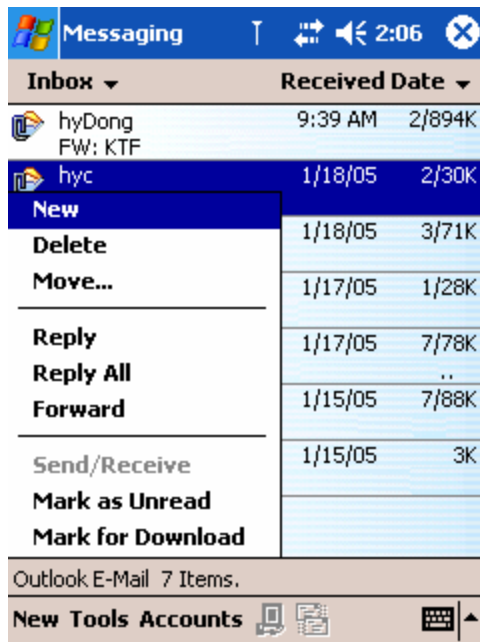 Messaging 2:06
Inbox Received Date
hyDong 9:39 AM 2/894K
FW: KTF
hyc 1/18/05 2/30K
New
Delete 1/18/05 3/71K
Move... 1/17/05 1/28K
Reply 1/17/05 7/78K
Reply All ..
Forward 1/15/05 7/88K
Send/Receive 1/15/05 3K
Mark as Unread
Mark for Download
Outlook E-Mail 7 Items.
New Tools Accounts